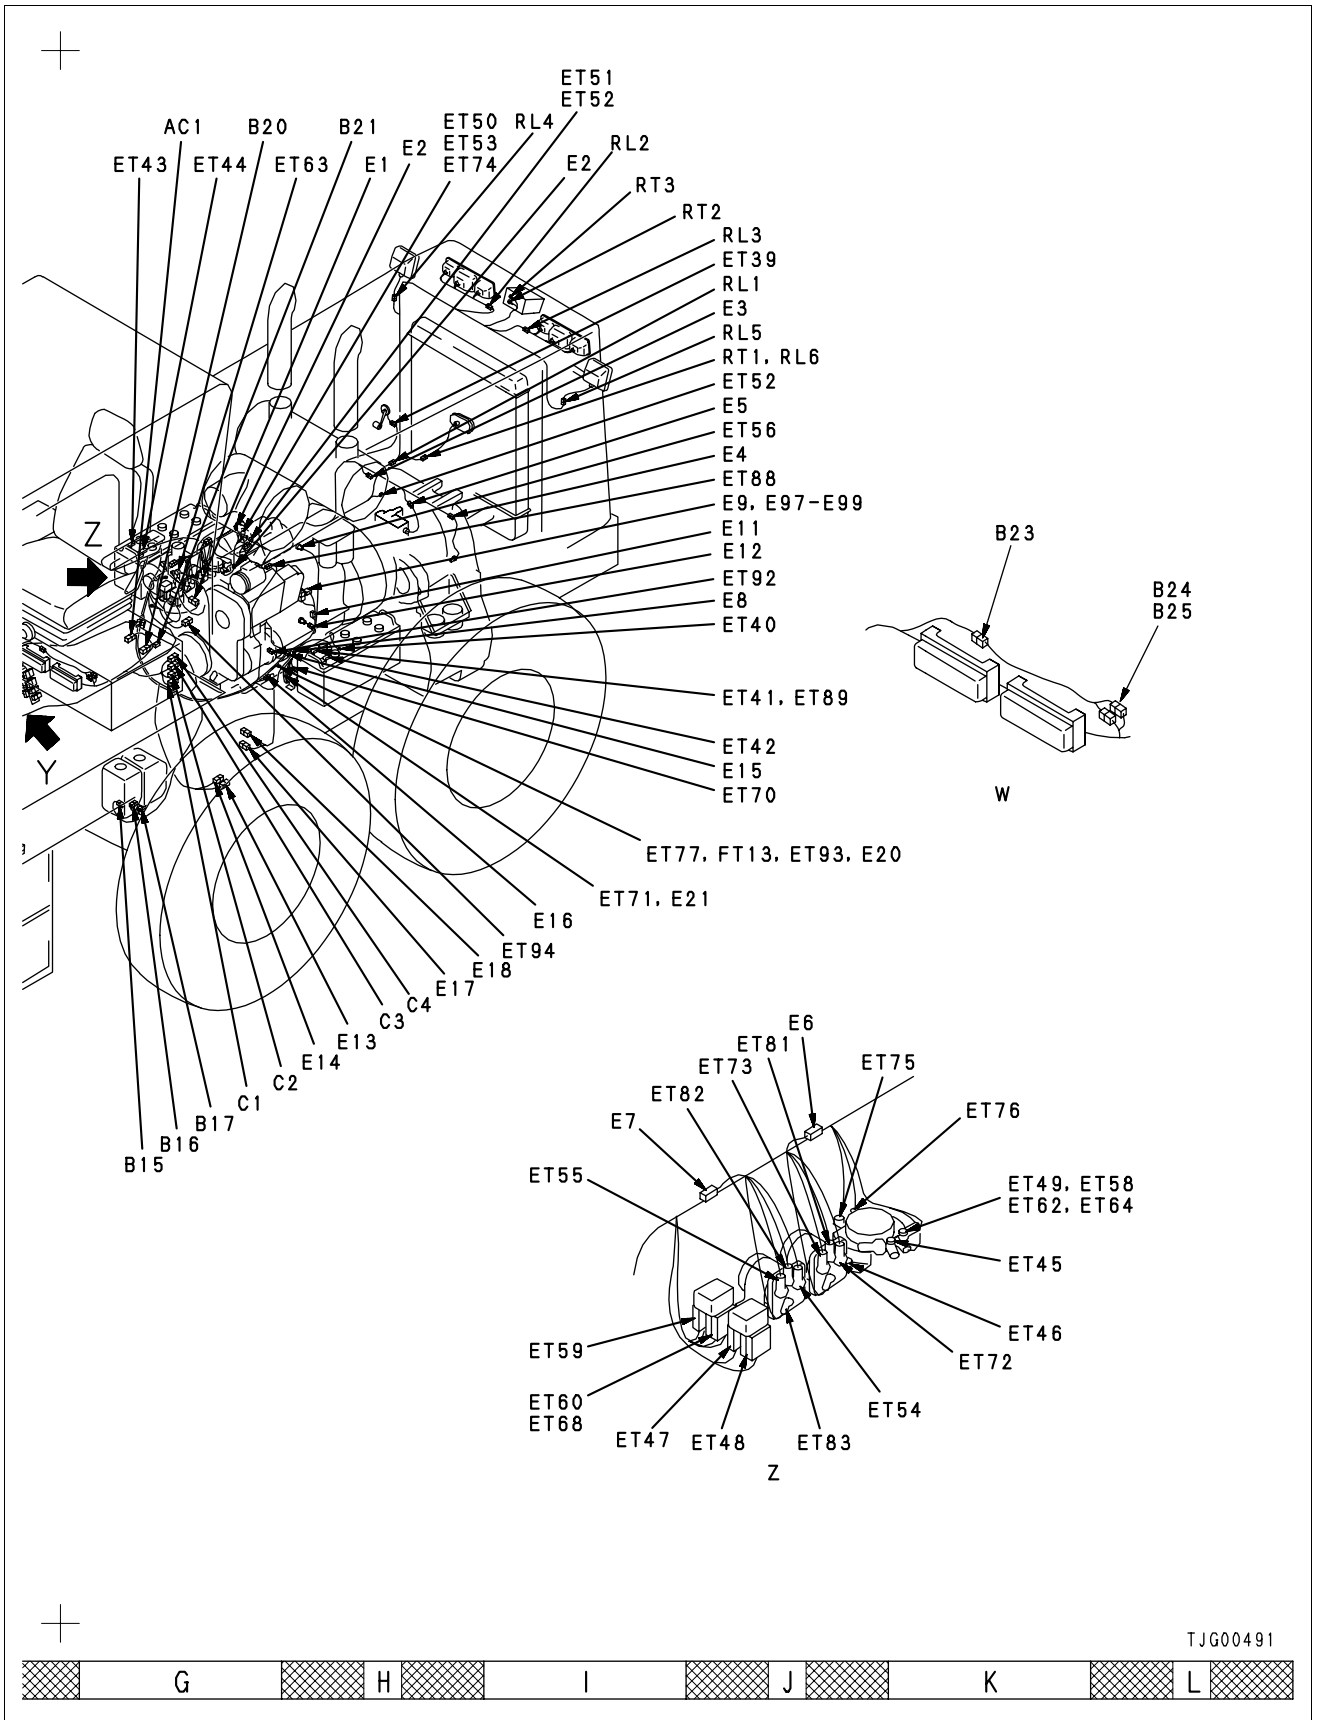 ET51
ET52
AC1
B20
B21
E2
ET50
ET53
ET74
RL4
RL2
ET43
ET44
ET63
E1
E2
RT3
RT2
RL3
ET39
RL1
E3
RL5
RT1, RL6
ET52
E5
ET56
E4
ET88
E9, E97-E99
E11
E12
ET92
E8
ET40
ET41, ET89
ET42
E15
ET70
ET77, FT13, ET93, E20
ET71, E21
E16
ET94
E18
E17
C4
C3
E13
E14
C2
C1
B17
B16
B15
Z
Y
B23
B24
B25
W
E6
ET81
ET73
ET75
ET82
ET76
E7
ET55
ET49, ET58
ET62, ET64
ET45
ET46
ET72
ET59
ET60
ET68
ET54
ET47
ET48
ET83
Z
TJG00491
G H I J K L